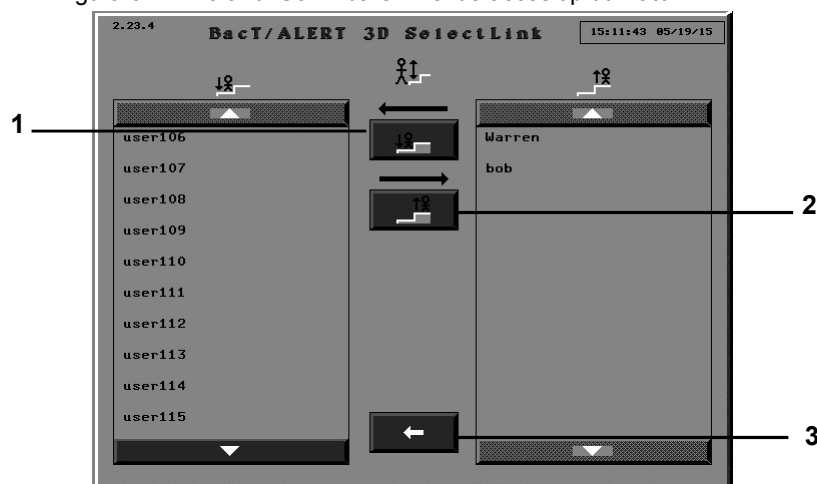 2.23.4
BacT/ALERT 3D SelectLink
15:11:43 05/19/15
1
user106
user107
user108
user109
user110
user111
user112
user113
user114
user115
Warren
bob
2
3